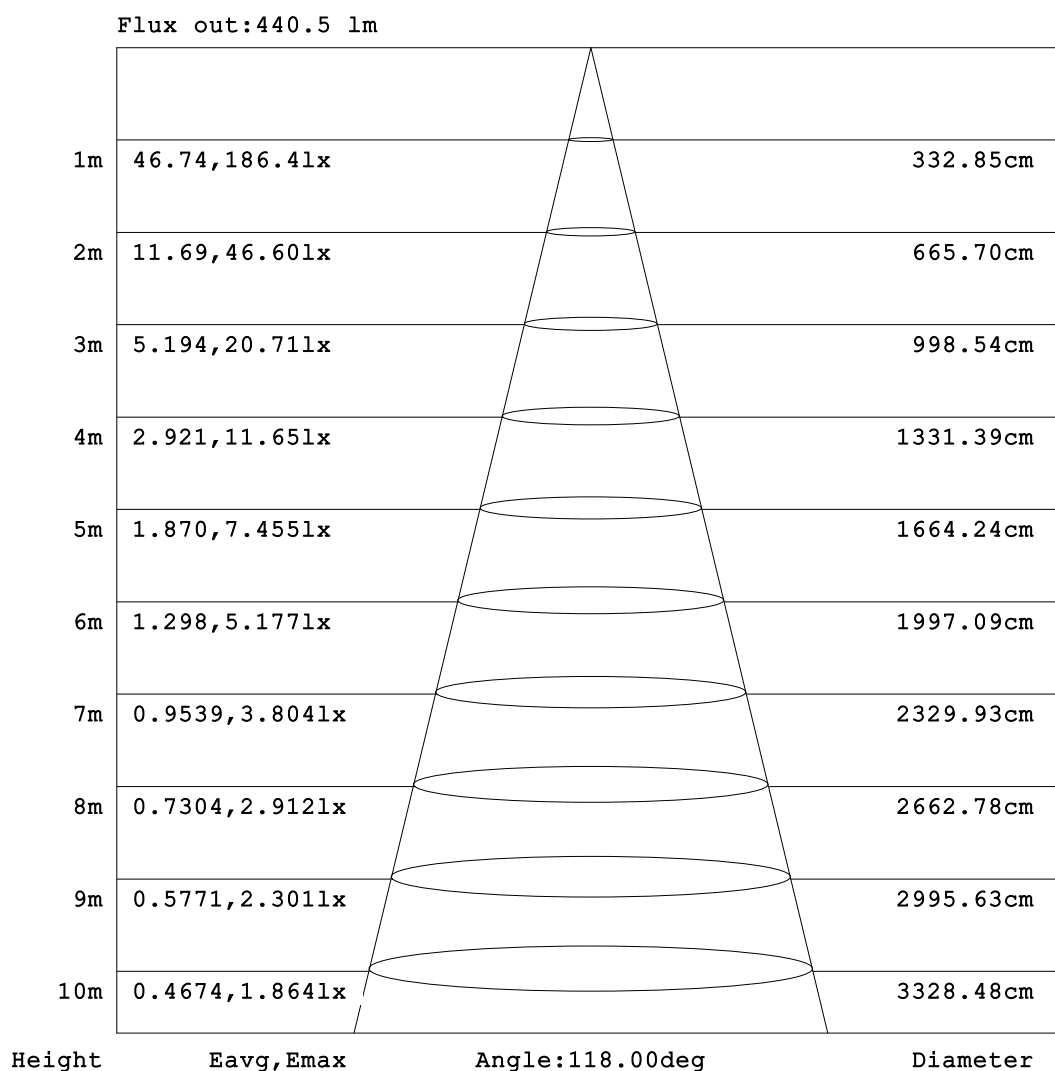 Flux out:440.5 lm
1m 46.74,186.4lx 332.85cm
2m 11.69,46.60lx 665.70cm
3m 5.194,20.71lx 998.54cm
4m 2.921,11.65lx 1331.39cm
5m 1.870,7.455lx 1664.24cm
6m 1.298,5.177lx 1997.09cm
7m 0.9539,3.804lx 2329.93cm
8m 0.7304,2.912lx 2662.78cm
9m 0.5771,2.301lx 2995.63cm
10m 0.4674,1.864lx 3328.48cm
Height Eavg,Emax Angle:118.00deg Diameter